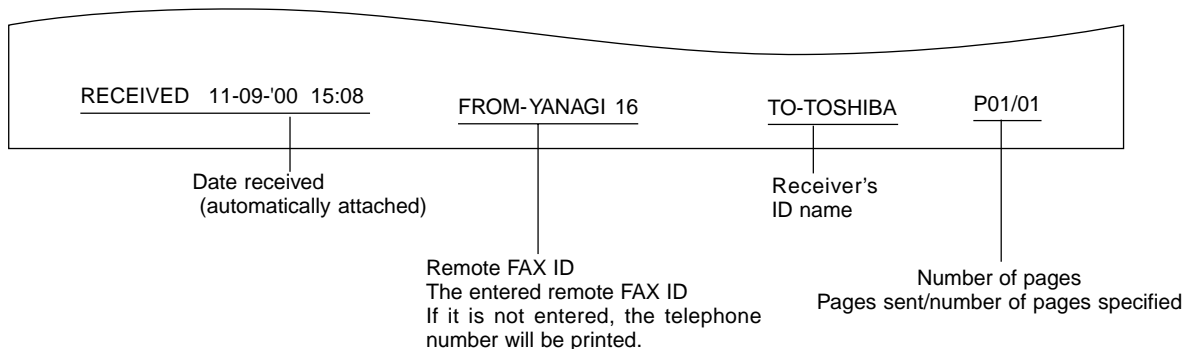 RECEIVED 11-09-'00 15:08 FROM-YANAGI 16 TO-TOSHIBA P01/01
Date received
(automatically attached)
Receiver's
ID name
Remote FAX ID
The entered remote FAX ID
If it is not entered, the telephone
number will be printed.
Number of pages
Pages sent/number of pages specified